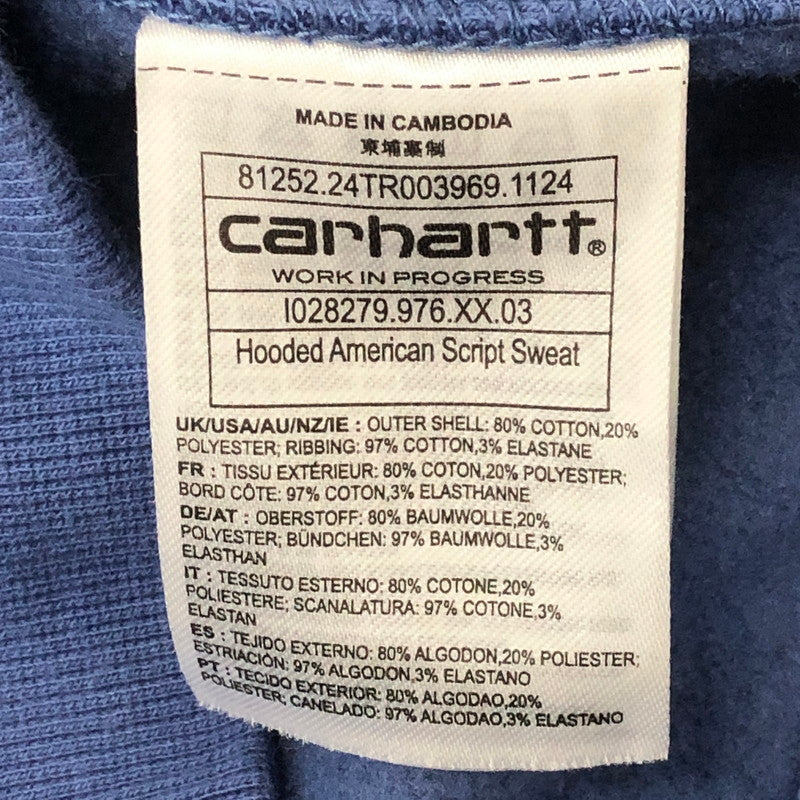 MADE IN CAMBODIA
柬埔寨制
81252.24TR003969.1124
carhartt®
WORK IN PROGRESS
I028279.976.XX.03
Hooded American Script Sweat
UK/USA/AU/NZ/IE : OUTER SHELL: 80% COTTON,20%
POLYESTER; RIBBING: 97% COTTON,3% ELASTANE
FR : TISSU EXTÉRIEUR: 80% COTON,20% POLYESTER;
BORD CÔTE: 97% COTON,3% ELASTHANNE
DE/AT : OBERSTOFF: 80% BAUMWOLLE,20%
POLYESTER; BÜNDCHEN: 97% BAUMWOLLE,3%
ELASTHAN
IT : TESSUTO ESTERNO: 80% COTONE,20%
POLIESTERE; SCANALATURA: 97% COTONE,3%
ELASTAN
ES : TEJIDO EXTERNO: 80% ALGODON,20% POLIESTER;
ESTRIACIÓN: 97% ALGODON,3% ELASTANO
PT : TECIDO EXTERIOR: 80% ALGODAO,20%
POLIESTER; CANELADO: 97% ALGODAO,3% ELASTANO